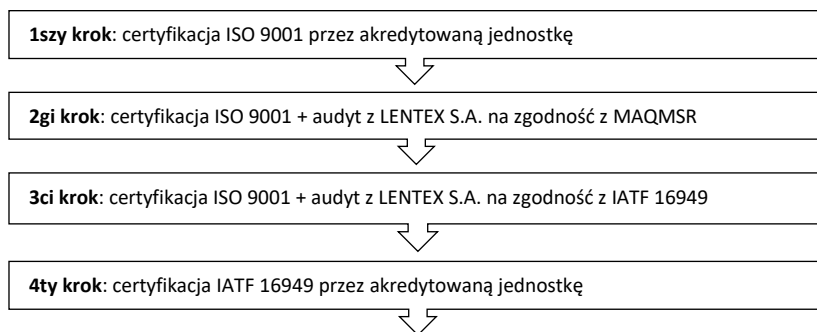 1szy krok: certyfikacja ISO 9001 przez akredytowaną jednostkę
2gi krok: certyfikacja ISO 9001 + audyt z LENTEX S.A. na zgodność z MAQMSR
3ci krok: certyfikacja ISO 9001 + audyt z LENTEX S.A. na zgodność z IATF 16949
4ty krok: certyfikacja IATF 16949 przez akredytowaną jednostkę